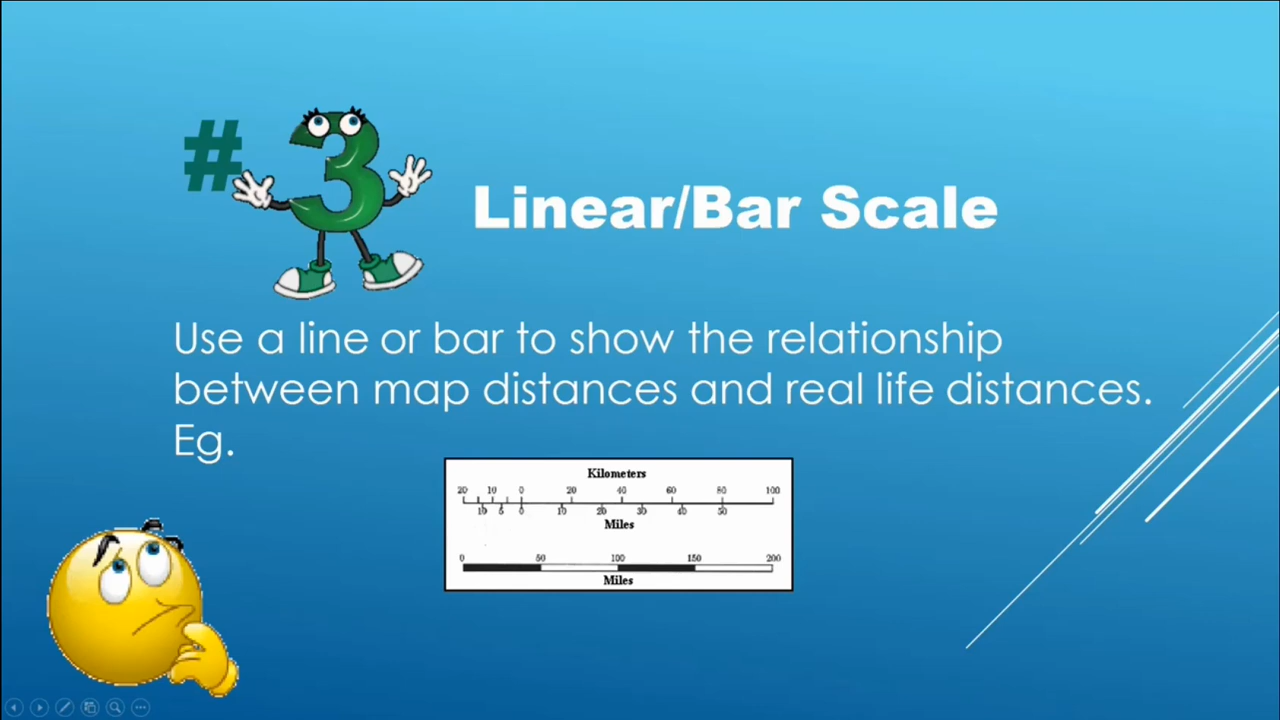 # 3
Linear/Bar Scale
Use a line or bar to show the relationship
between map distances and real life distances.
Eg.
Kilometers
20 10 0 20 40 60 80 100
10 5 0 10 20 30 40 50
Miles
0 50 100 150 200
Miles